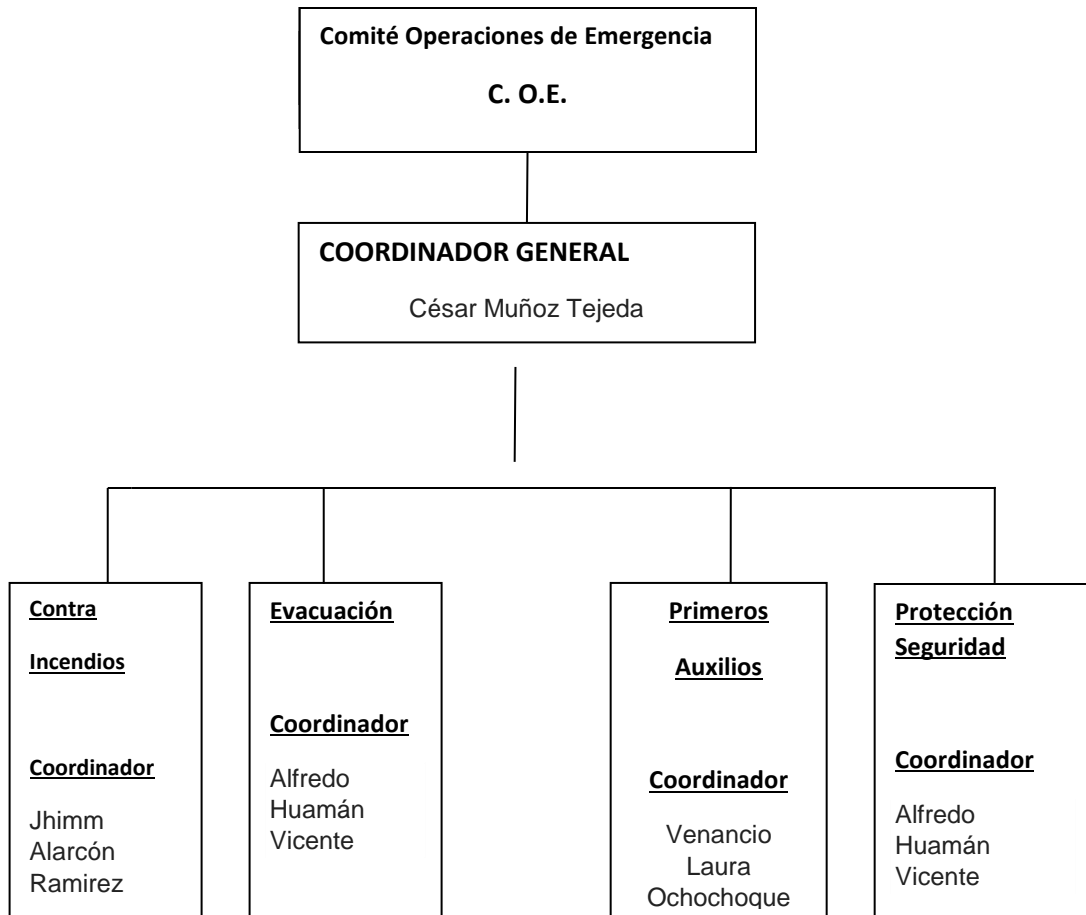 Comité Operaciones de Emergencia
C. O.E.
COORDINADOR GENERAL
César Muñoz Tejeda
Contra
Incendios
Coordinador
Jhimm
Alarcón
Ramirez
Evacuación
Coordinador
Alfredo
Huamán
Vicente
Primeros
Auxilios
Coordinador
Venancio
Laura
Ochochoque
Protección
Seguridad
Coordinador
Alfredo
Huamán
Vicente